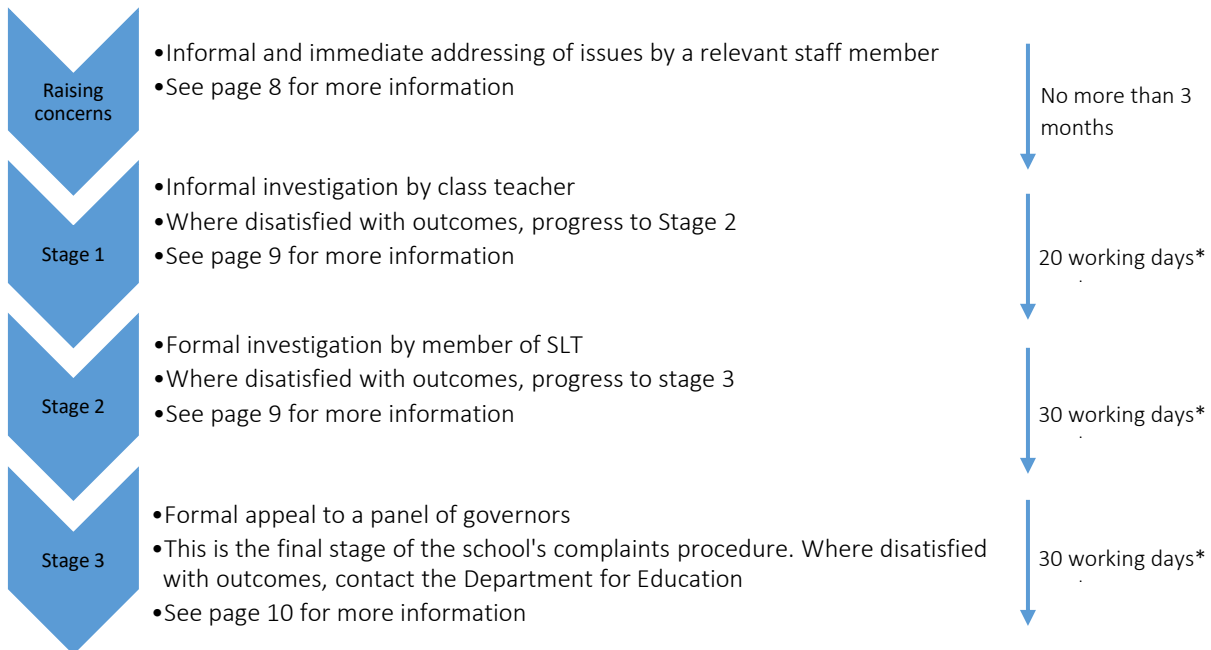 Raising
concerns
•Informal and immediate addressing of issues by a relevant staff member
•See page 8 for more information
No more than 3
months
Stage 1
•Informal investigation by class teacher
•Where disatisfied with outcomes, progress to Stage 2
•See page 9 for more information
20 working days*
Stage 2
•Formal investigation by member of SLT
•Where disatisfied with outcomes, progress to stage 3
•See page 9 for more information
30 working days*
Stage 3
•Formal appeal to a panel of governors
•This is the final stage of the school's complaints procedure. Where disatisfied
with outcomes, contact the Department for Education
•See page 10 for more information
30 working days*